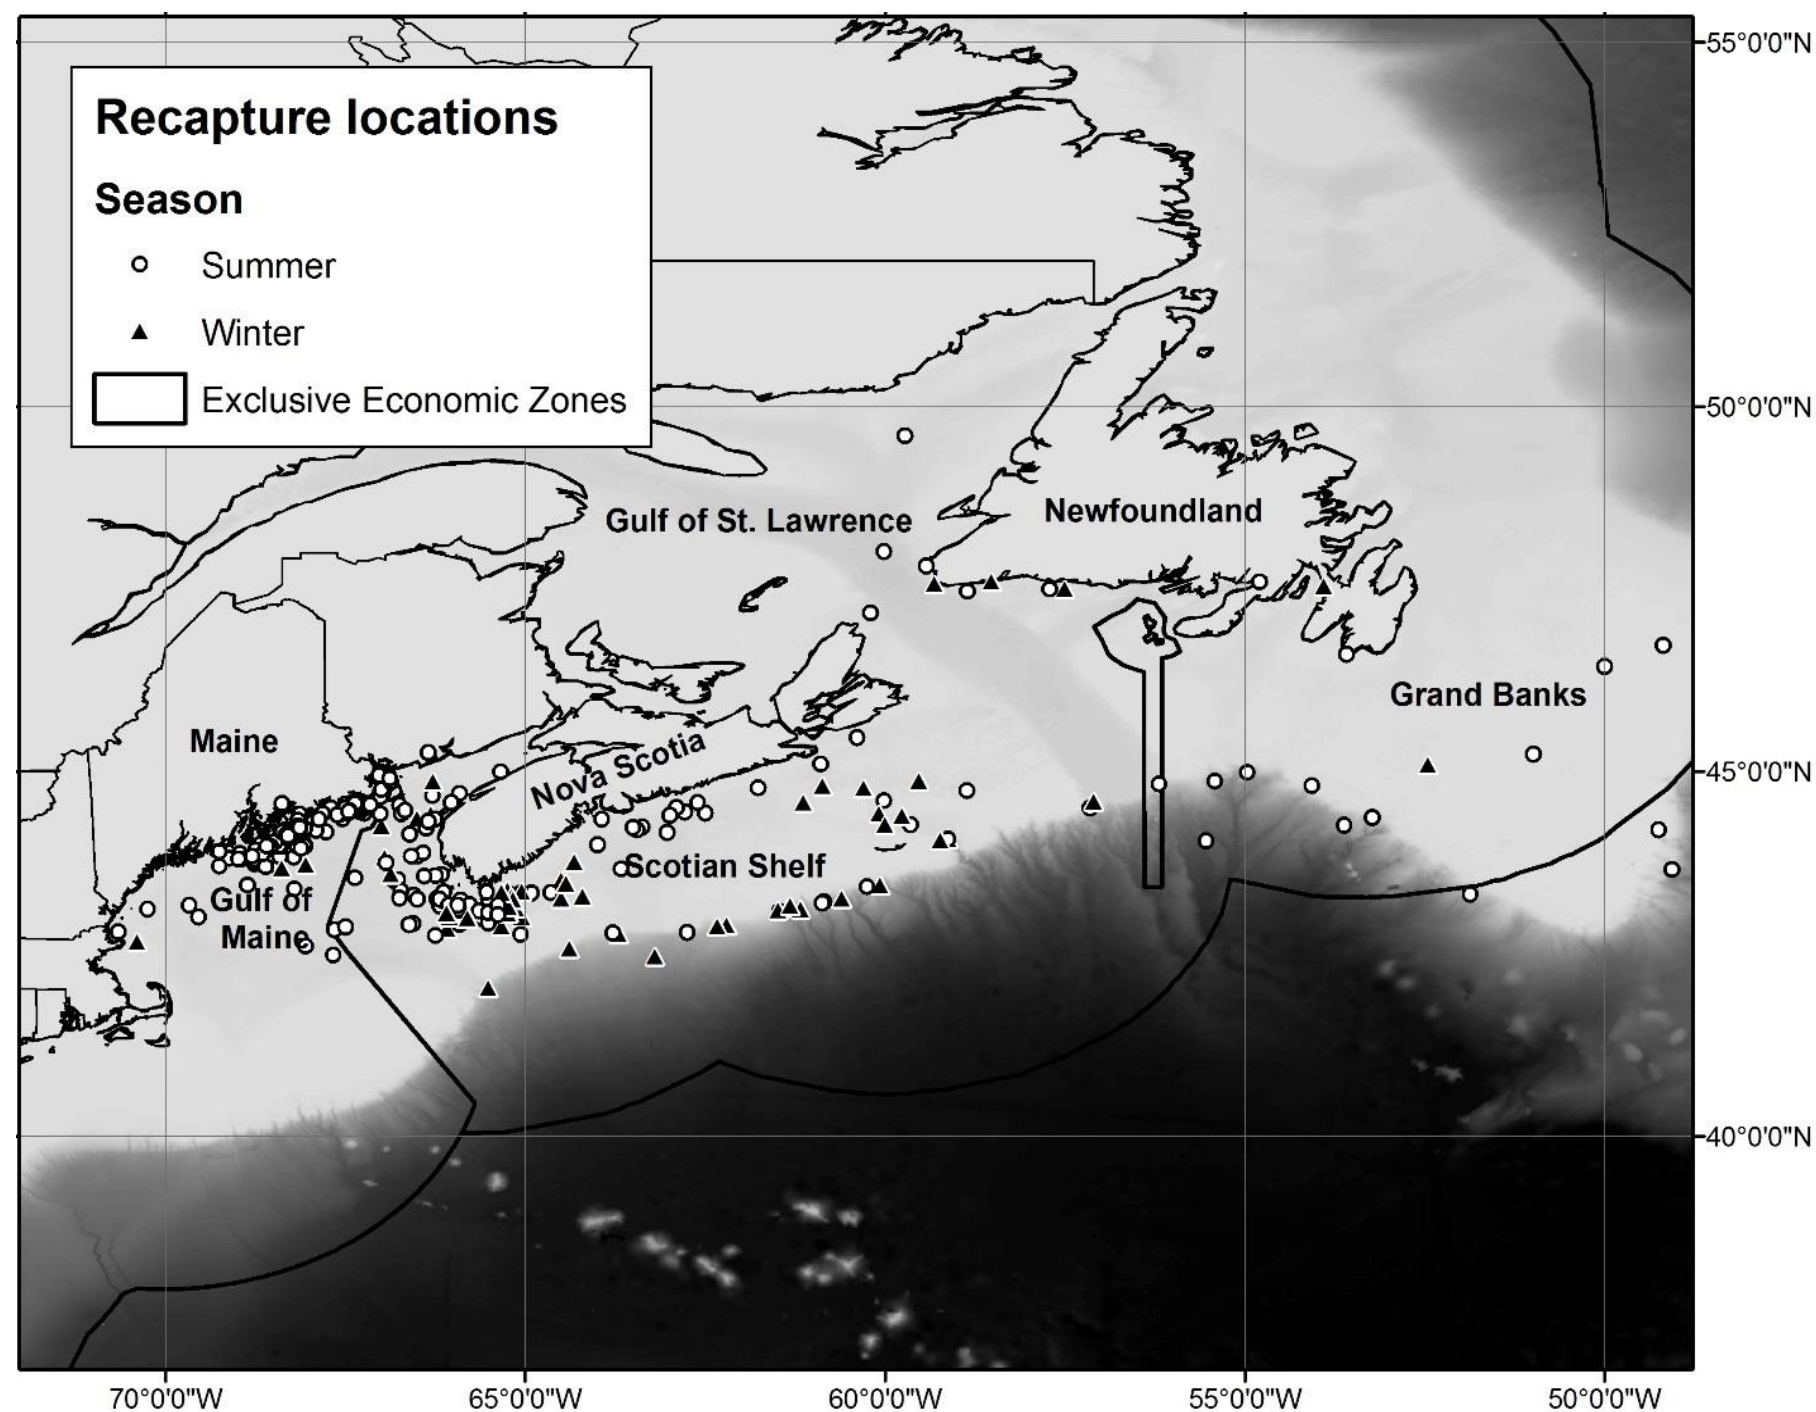 Recapture locations
Season
Summer
Winter
Exclusive Economic Zones
55°0'0"N
50°0'0"N
Gulf of St. Lawrence
Newfoundland
Grand Banks
Maine
Nova Scotia
45°0'0"N
Scotian Shelf
Gulf of
Maine
40°0'0"N
70°0'0"W
65°0'0"W
60°0'0"W
55°0'0"W
50°0'0"W